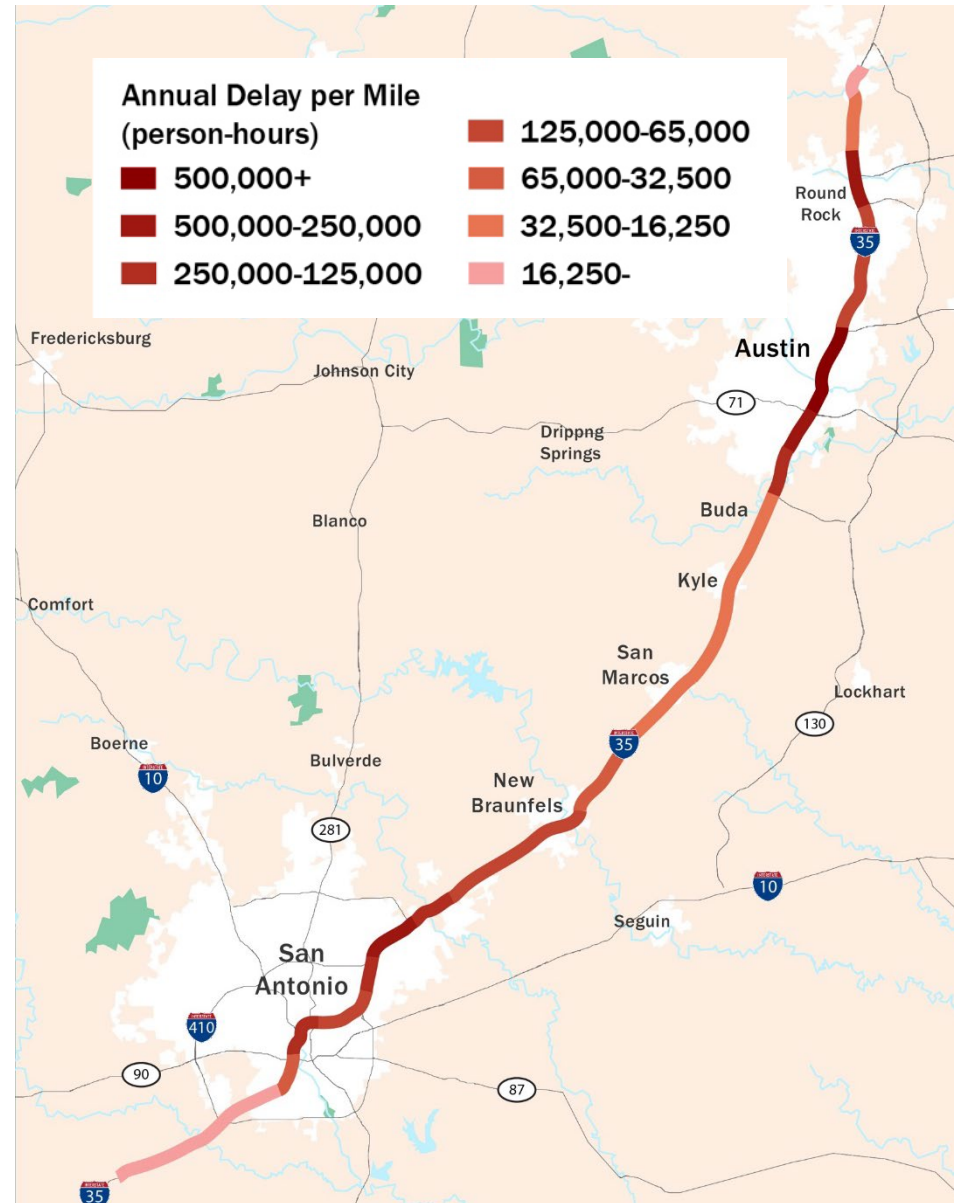 Annual Delay per Mile
(person-hours)
500,000+
500,000-250,000
250,000-125,000
125,000-65,000
65,000-32,500
32,500-16,250
16,250-
Round
Rock
35
Fredericksburg
Austin
Johnson City
71
Drippng
Springs
Buda
Blanco
Kyle
Comfort
San
Marcos
Lockhart
130
35
Boerne
Bulverde
10
New
Braunfels
281
10
Seguin
San
Antonio
410
90
87
35